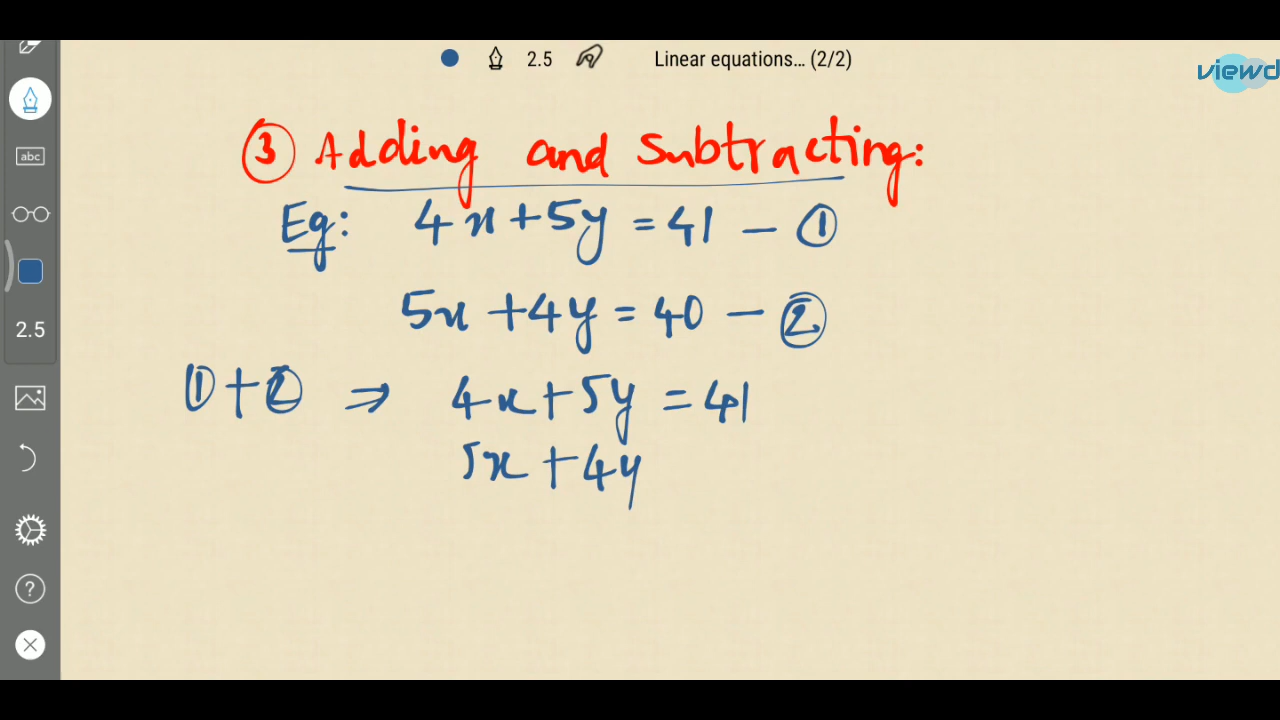 2.5 Linear equations... (2/2)
viewd
abc
2.5
③ Adding and Subtracting:
Eg: 4x+5y = 41 — ①
5x+4y = 40 — ②
①+② ⇒ 4x+5y = 41
5x+4y